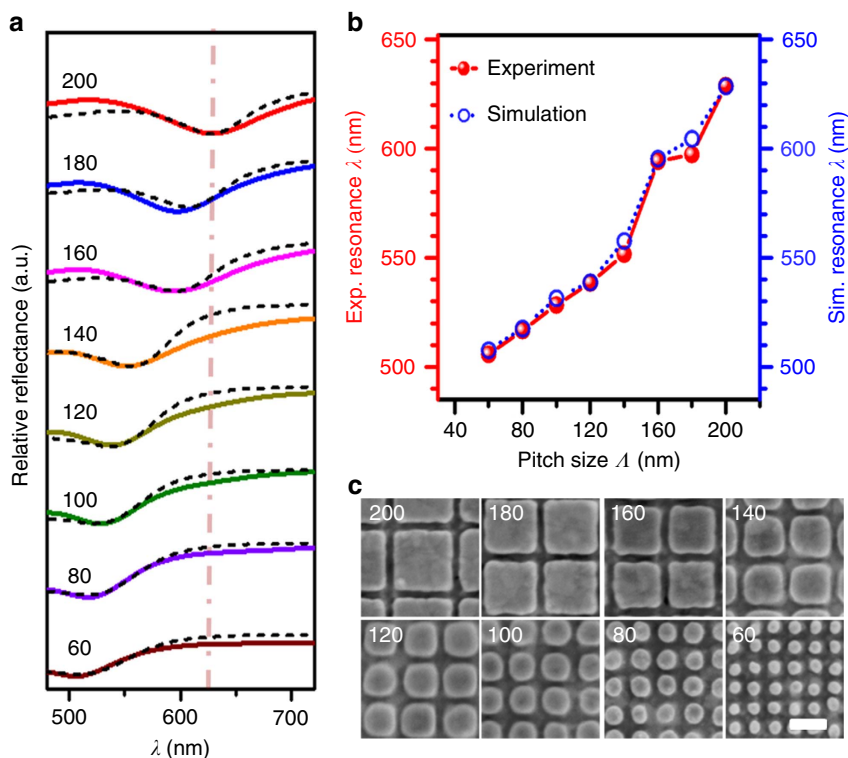 a
200
180
160
140
120
100
80
60
Relative reflectance (a.u.)
500 600 700
λ (nm)
b
650
600
550
500
Exp. resonance λ (nm)
Experiment
Simulation
650
600
550
500
Sim. resonance λ (nm)
40 80 120 160 200
Pitch size Λ (nm)
c
200 180 160 140
120 100 80 60